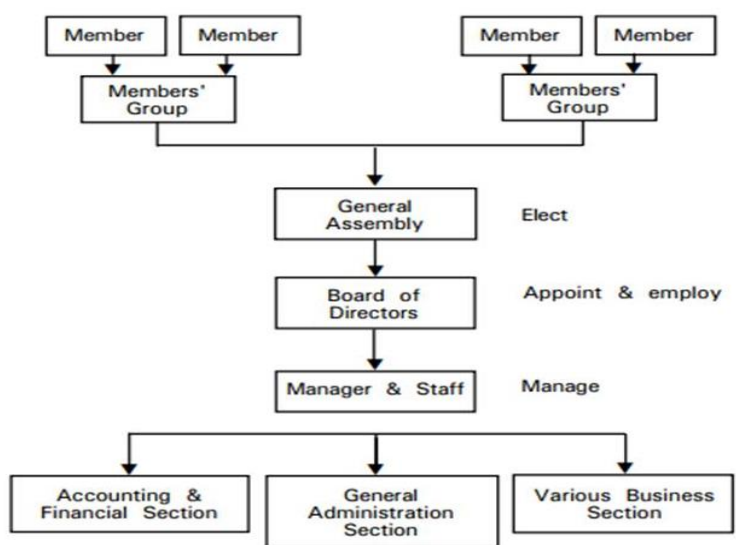 Member
Member
Member
Member
Members'
Group
Members'
Group
General
Assembly
Elect
Board of
Directors
Appoint & employ
Manager & Staff
Manage
Accounting &
Financial Section
General
Administration
Section
Various Business
Section